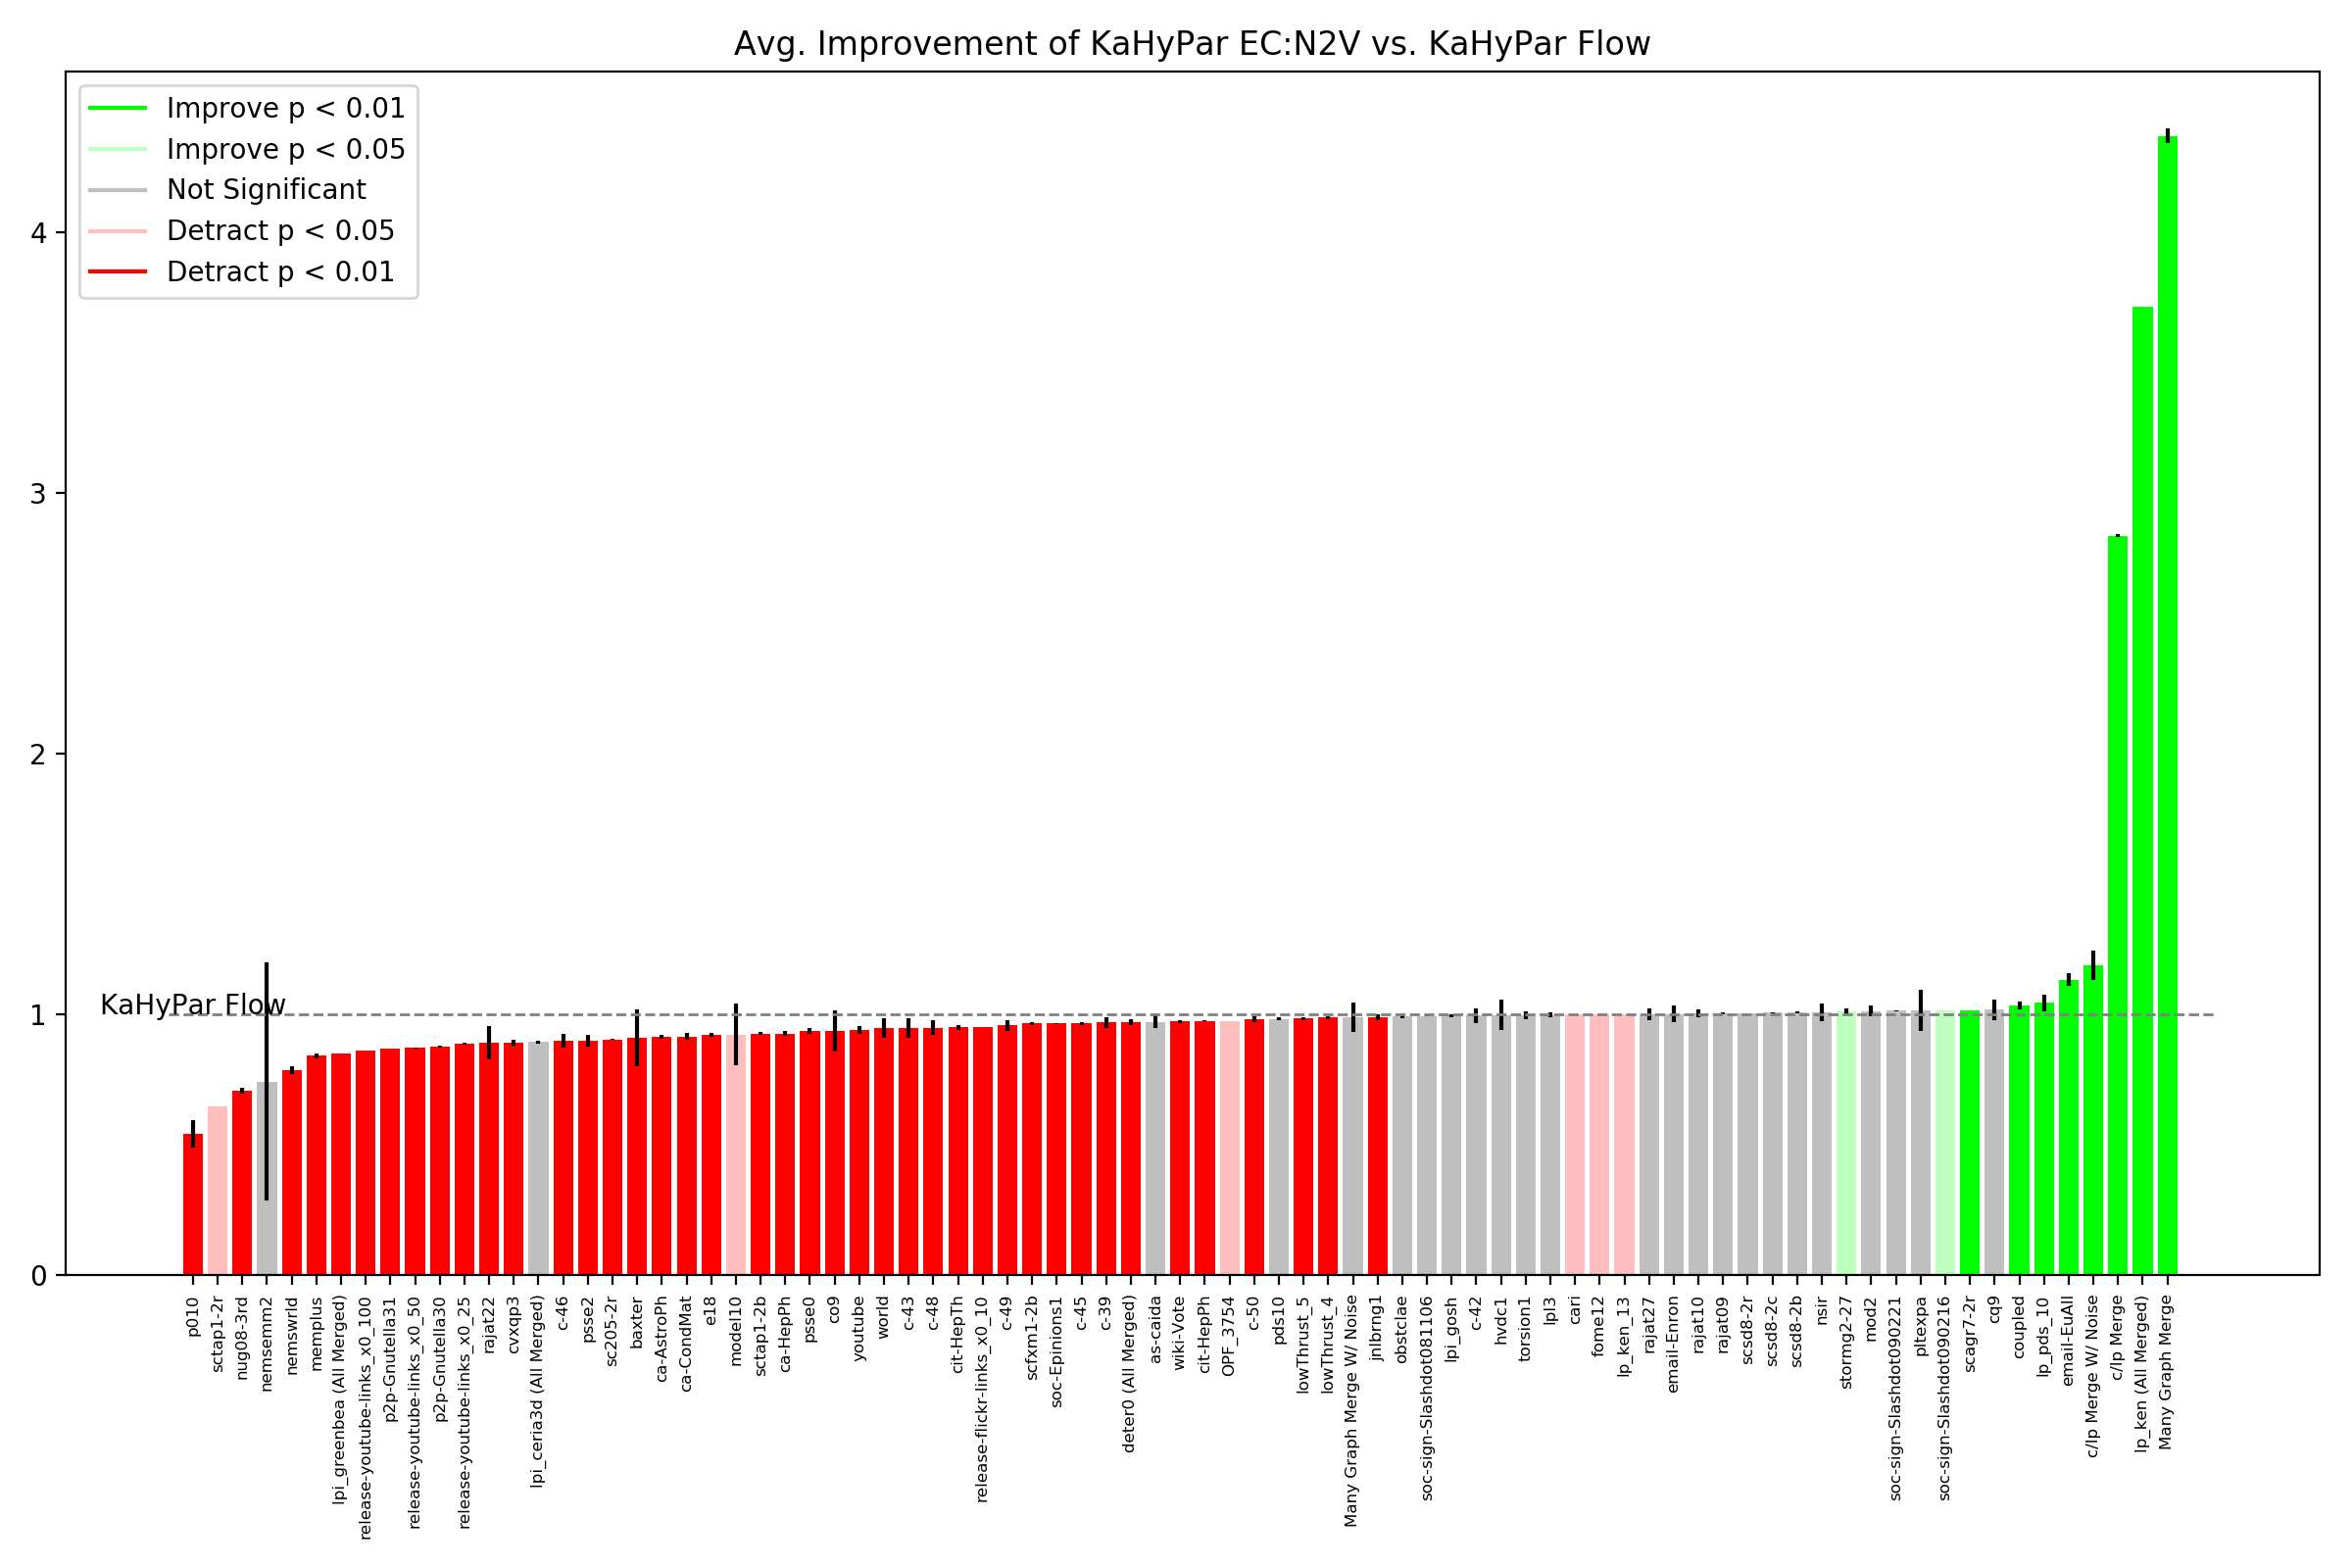 Avg. Improvement of KaHyPar EC:N2V vs. KaHyPar Flow
Improve p < 0.01
Improve p < 0.05
Not Significant
Detract p < 0.05
Detract p < 0.01
4
3
2
1
0
KaHyPar Flow
p010
sctap1-2r
nug08-3rd
nemsemm2
nemswrld
memplus
lpi_greenbea (All Merged)
release-youtube-links_x0_100
p2p-Gnutella31
release-youtube-links_x0_50
p2p-Gnutella30
release-youtube-links_x0_25
rajat22
cvxqp3
lpi_ceria3d (All Merged)
c-46
psse2
sc205-2r
baxter
ca-AstroPh
ca-CondMat
e18
model10
sctap1-2b
ca-HepPh
psse0
co9
youtube
world
c-43
c-48
cit-HepTh
release-flickr-links_x0_10
c-49
scfxm1-2b
soc-Epinions1
c-45
c-39
deter0 (All Merged)
as-caida
wiki-Vote
cit-HepPh
OPF_3754
c-50
pds10
lowThrust_5
lowThrust_4
Many Graph Merge W/ Noise
jnlbrng1
obstclae
soc-sign-Slashdot081106
lpi_gosh
c-42
hvdc1
torsion1
lpl3
cari
fome12
lp_ken_13
rajat27
email-Enron
rajat10
rajat09
scsd8-2r
scsd8-2c
scsd8-2b
nsir
stormg2-27
mod2
soc-sign-Slashdot090221
pltexpa
soc-sign-Slashdot090216
scagr7-2r
cq9
coupled
lp_pds_10
email-EuAll
c/lp Merge W/ Noise
c/lp Merge
lp_ken (All Merged)
Many Graph Merge